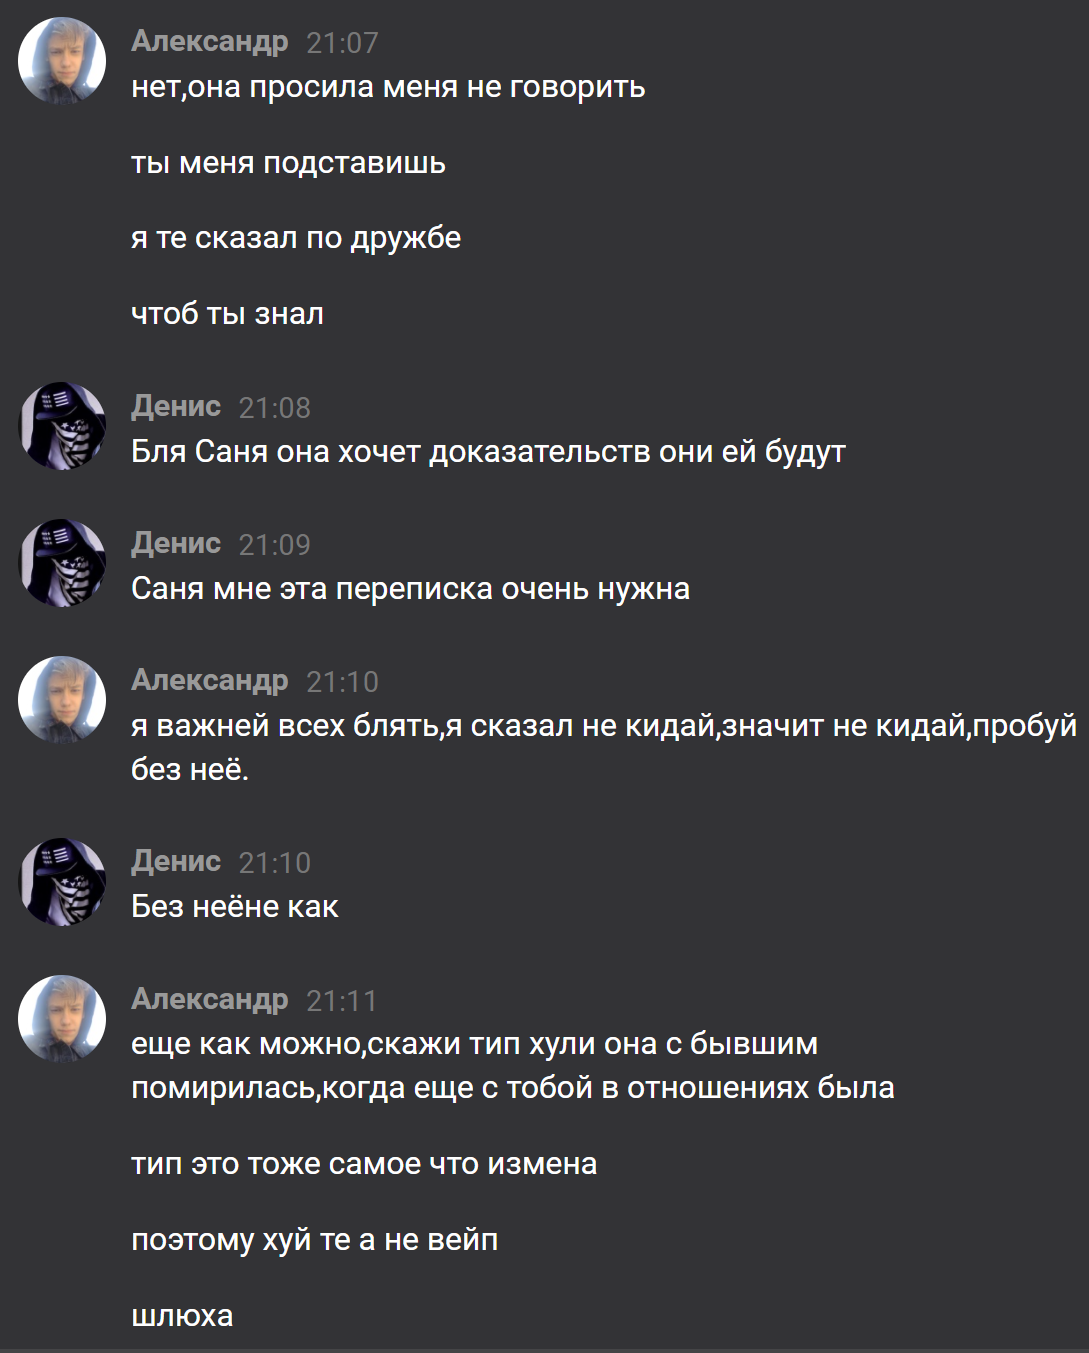 Александр 21:07
нет,она просила меня не говорить
ты меня подставишь
я те сказал по дружбе
чтоб ты знал
Денис 21:08
Бля Саня она хочет доказательств они ей будут
Денис 21:09
Саня мне эта переписка очень нужна
Александр 21:10
я важней всех блять,я сказал не кидай,значит не кидай,пробуй
без неё.
Денис 21:10
Без неёне как
Александр 21:11
еще как можно,скажи тип хули она с бывшим
помирилась,когда еще с тобой в отношениях была
тип это тоже самое что измена
поэтому хуй те а не вейп
шлюха